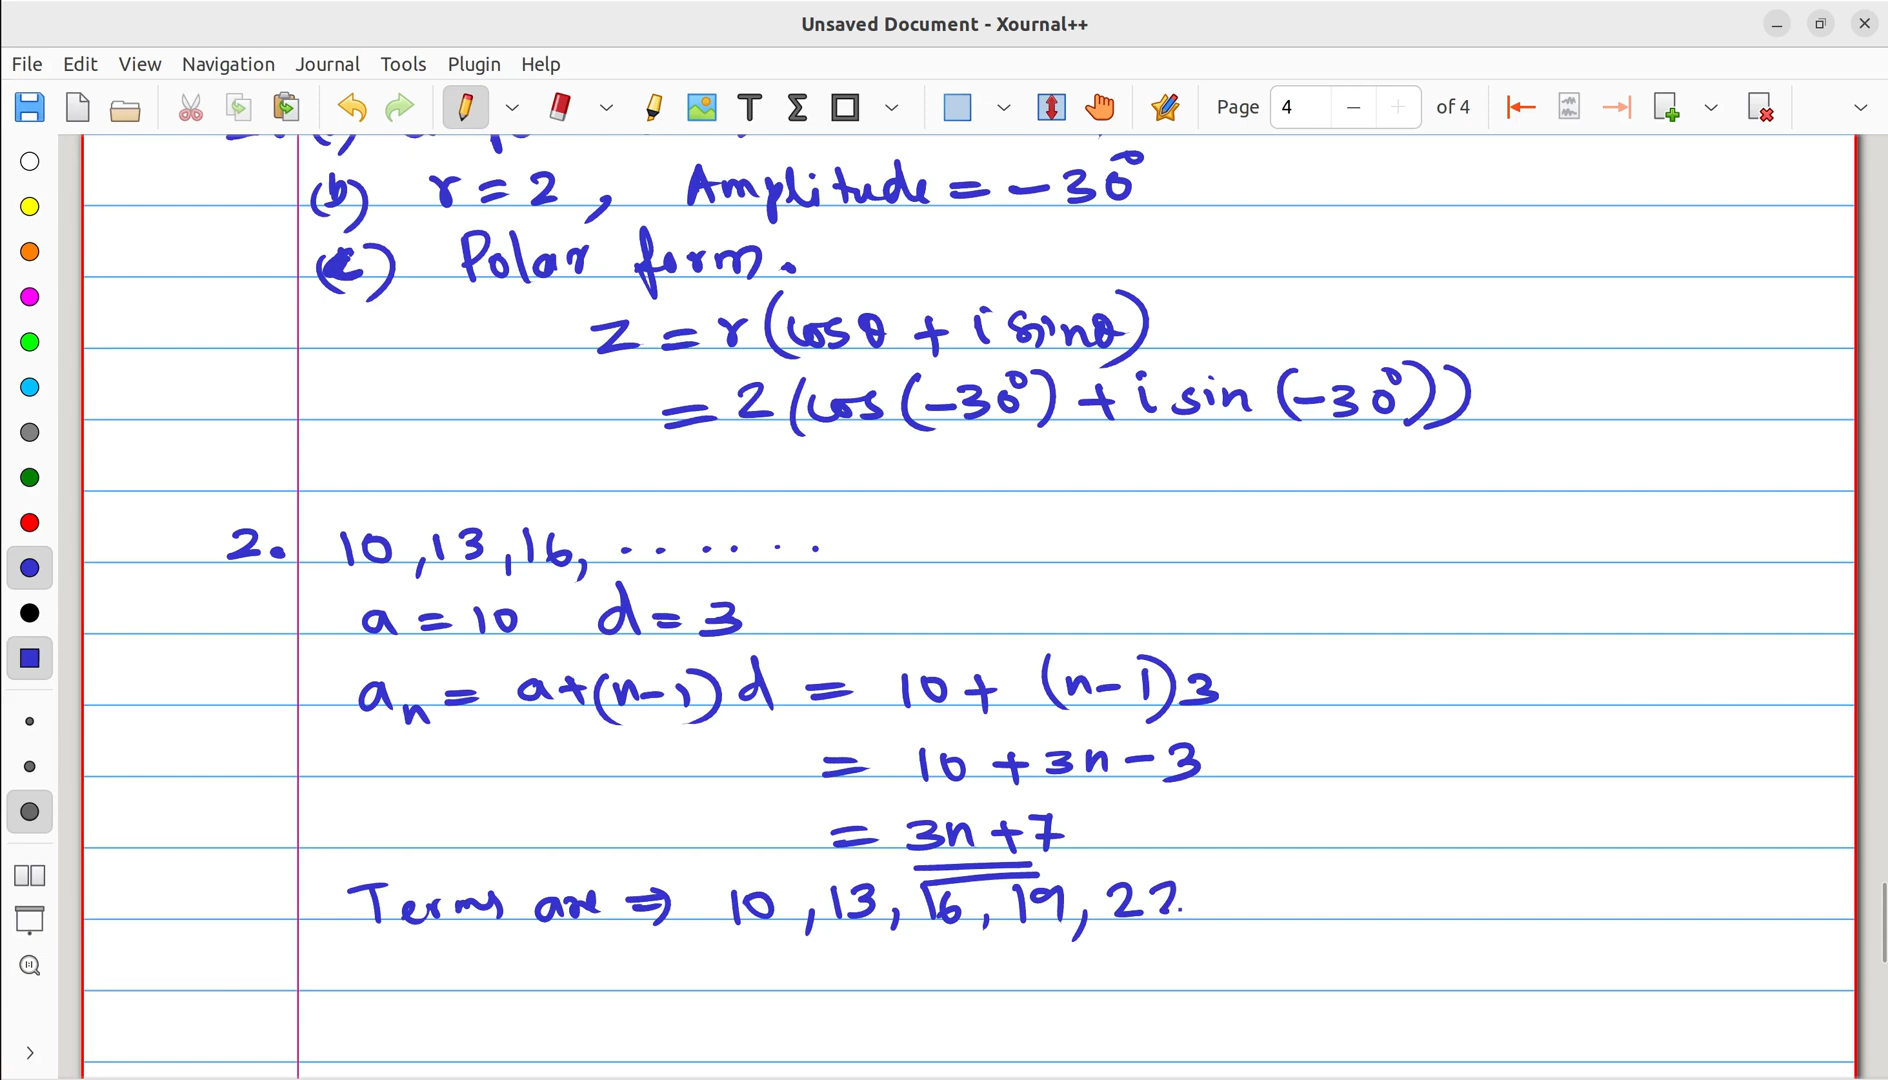 Unsaved Document - Xournal++
File Edit View Navigation Journal Tools Plugin Help
T Σ Page 4 of 4
(b) r = 2 , Amplitude = -30°
(c) Polar form.
z = r(cosθ + i sinθ)
= 2(cos(-30°) + i sin(-30°))
2. 10, 13, 16, .......
a = 10 d = 3
aₙ = a+(n-1)d = 10 + (n-1)3
= 10 + 3n - 3
= 3n + 7
Terms are ⇒ 10, 13, 16, 19, 22.